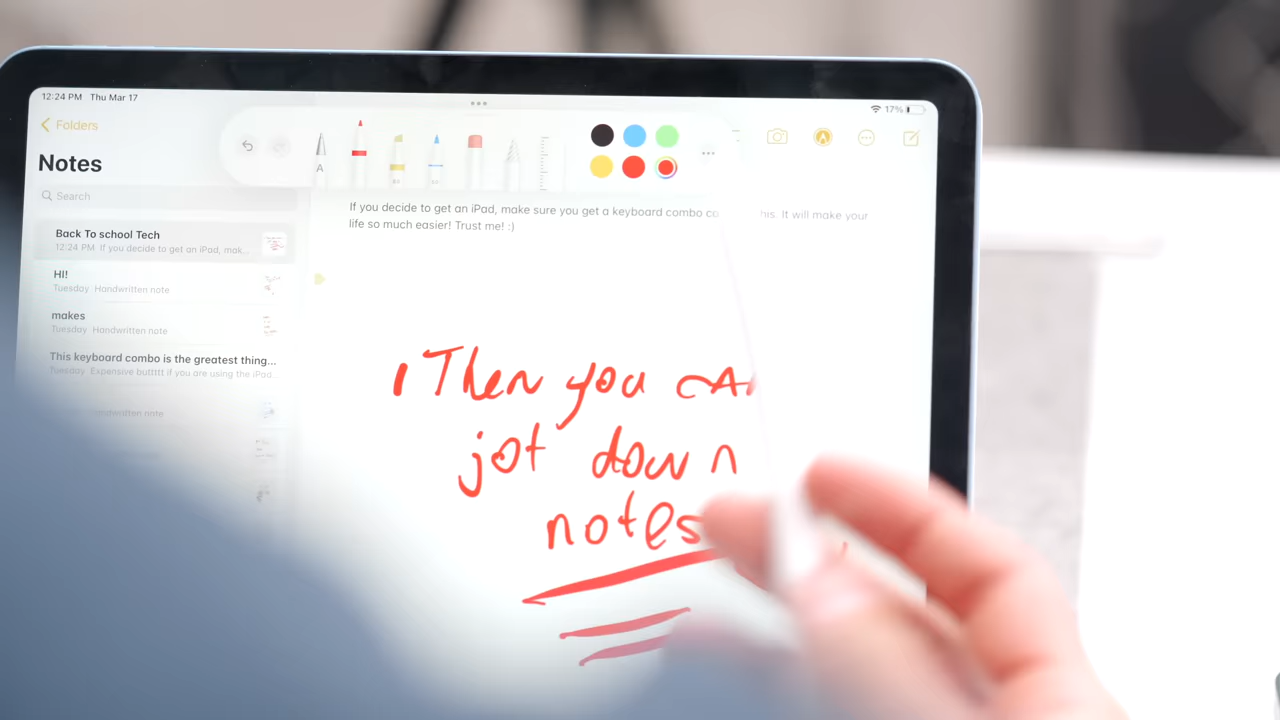 12:24 PM Thu Mar 17
17%
Folders
Notes
Search
Back To school Tech
12:24 PM If you decide to get an iPad, mak...
HI!
Tuesday Handwritten note
makes
Tuesday Handwritten note
This keyboard combo is the greatest thing...
Tuesday Expensive buttttt if you are using the iPad...
Handwritten note
A
If you decide to get an iPad, make sure you get a keyboard combo It will make your
life so much easier! Trust me! :)
Then you
jot down
notes